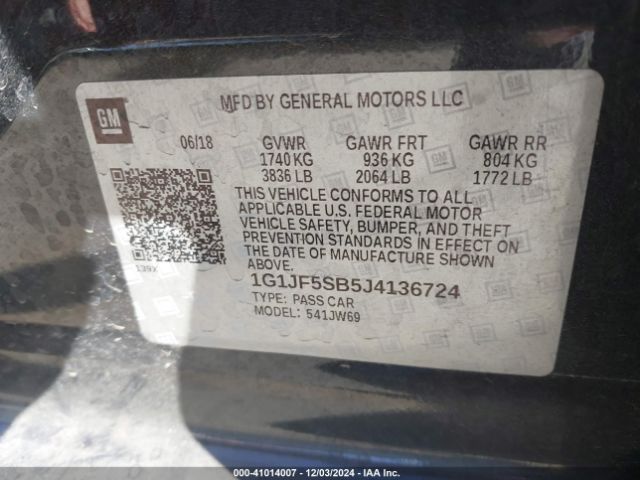 GM
MFD BY GENERAL MOTORS LLC
06/18 GVWR GAWR FRT GAWR RR
1740 KG 936 KG 804 KG
3836 LB 2064 LB 1772 LB
THIS VEHICLE CONFORMS TO ALL
APPLICABLE U.S. FEDERAL MOTOR
VEHICLE SAFETY, BUMPER, AND THEFT
PREVENTION STANDARDS IN EFFECT ON
THE DATE OF MANUFACTURE SHOWN
ABOVE.
139X
1G1JF5SB5J4136724
TYPE: PASS CAR
MODEL: 541JW69
000-41014007 - 12/03/2024 - IAA Inc.